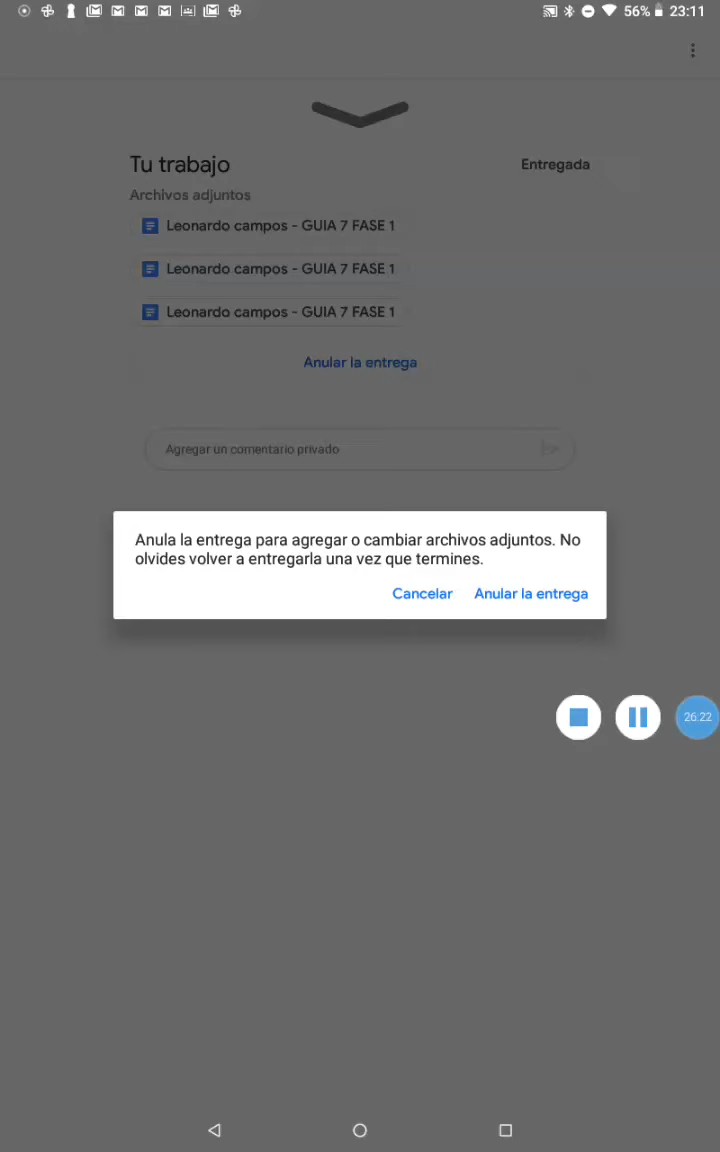 56% 23:11
Tu trabajo
Entregada
Archivos adjuntos
Leonardo campos - GUIA 7 FASE 1
Leonardo campos - GUIA 7 FASE 1
Leonardo campos - GUIA 7 FASE 1
Anular la entrega
Agregar un comentario privado
Anula la entrega para agregar o cambiar archivos adjuntos. No
olvides volver a entregarla una vez que termines.
Cancelar Anular la entrega
26:22